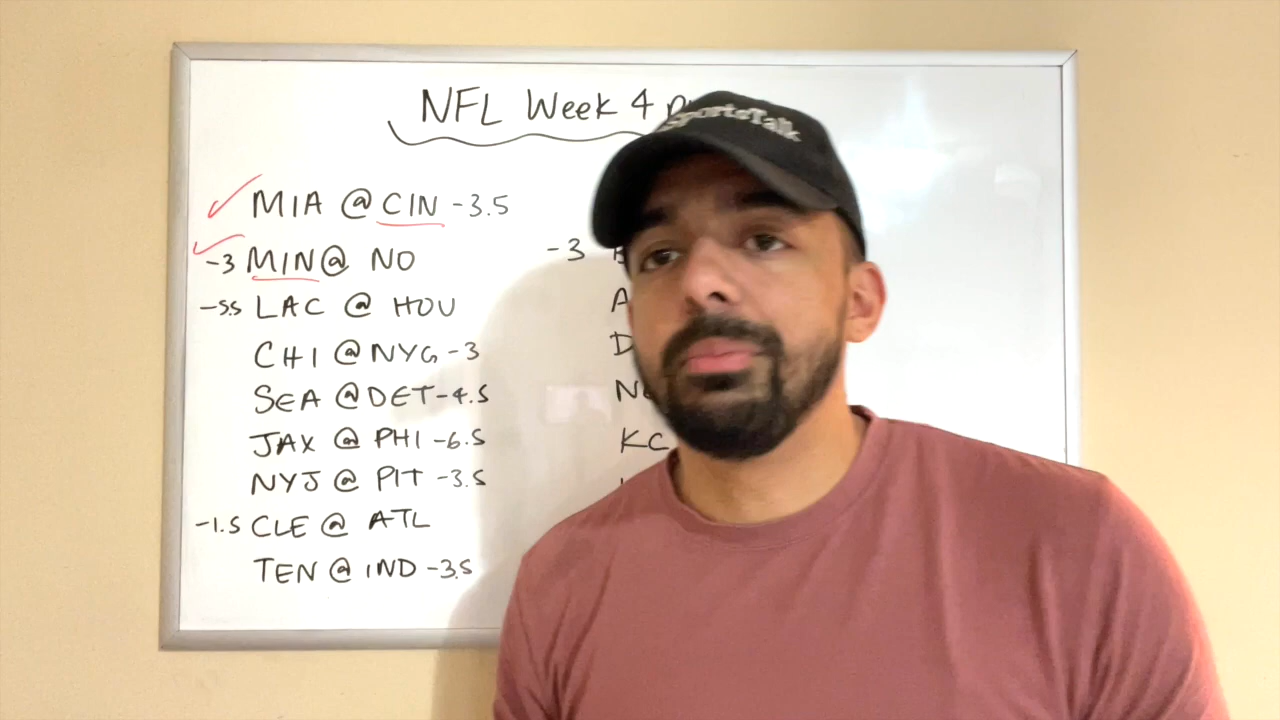 NFL Week 4
MIA @ CIN -3.5
-3 MIN @ NO
-5.5 LAC @ HOU
CHI @ NYG -3
SEA @ DET -4.5
JAX @ PHI -6.5
NYJ @ PIT -3.5
-1.5 CLE @ ATL
TEN @ IND -3.5
-3
KC
SportsTalk